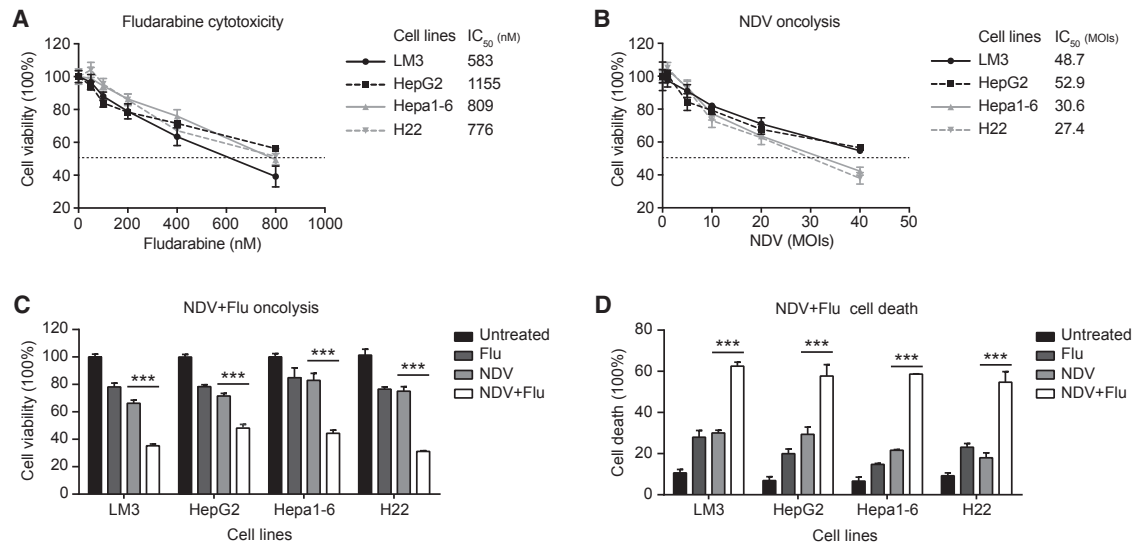 A
Fludarabine cytotoxicity
Cell viability (100%)
120
100
80
60
40
20
0 200 400 600 800 1000
Fludarabine (nM)
Cell lines IC50 (nM)
LM3 583
HepG2 1155
Hepa1-6 809
H22 776
B
NDV oncolysis
Cell viability (100%)
120
100
80
60
40
20
0 10 20 30 40 50
NDV (MOIs)
Cell lines IC50 (MOIs)
LM3 48.7
HepG2 52.9
Hepa1-6 30.6
H22 27.4
C
NDV+Flu oncolysis
Cell viability (100%)
120
100
80
60
40
20
0
*** *** *** ***
LM3 HepG2 Hepa1-6 H22
Cell lines
Untreated
Flu
NDV
NDV+Flu
D
NDV+Flu cell death
Cell death (100%)
80
60
40
20
0
*** *** *** ***
LM3 HepG2 Hepa1-6 H22
Cell lines
Untreated
Flu
NDV
NDV+Flu